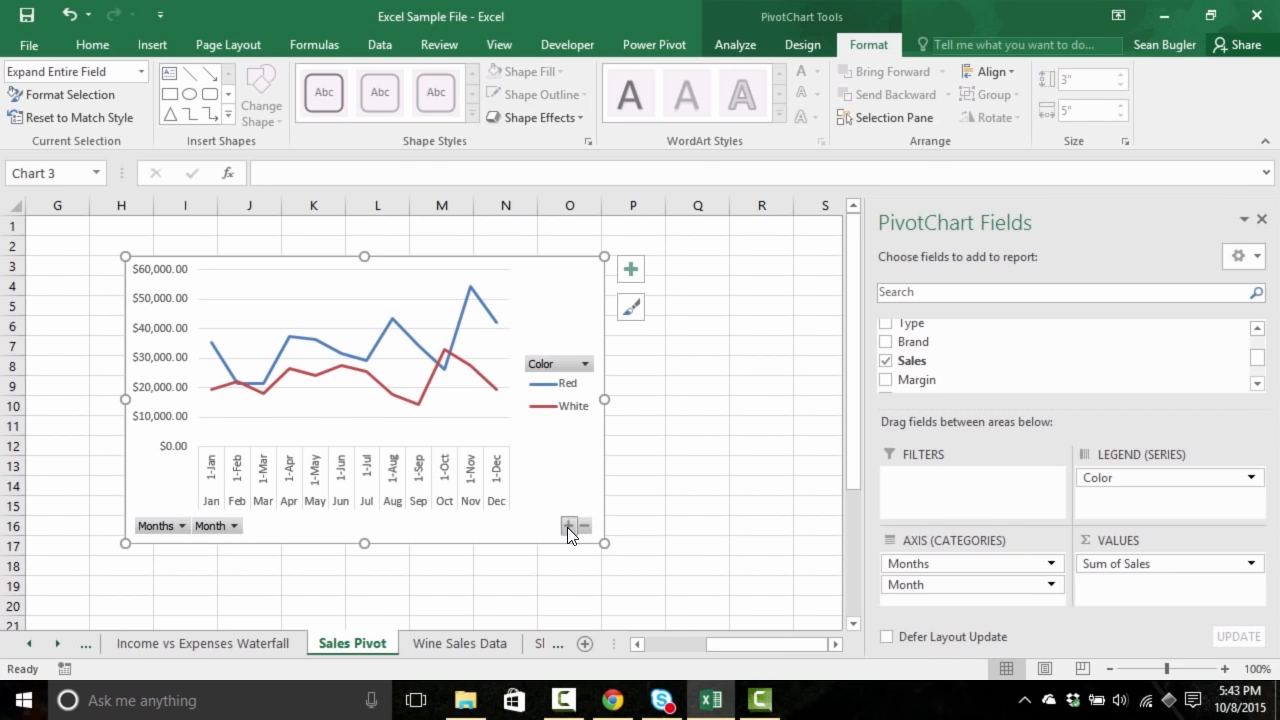 Excel Sample File - Excel
PivotChart Tools
File
Home
Insert
Page Layout
Formulas
Data
Review
View
Developer
Power Pivot
Analyze
Design
Format
Tell me what you want to do...
Sean Bugler
Share
Expand Entire Field
Format Selection
Reset to Match Style
Current Selection
Change
Shape
Insert Shapes
Abc
Abc
Abc
Shape Fill
Shape Outline
Shape Effects
Shape Styles
A
A
A
A
A
A
WordArt Styles
Bring Forward
Send Backward
Selection Pane
Align
Group
Rotate
Arrange
3"
5"
Size
Chart 3
fx
G H I J K L M N O P Q R S
1
2
3
4
5
6
7
8
9
10
11
12
13
14
15
16
17
18
19
20
21
$60,000.00
$50,000.00
$40,000.00
$30,000.00
$20,000.00
$10,000.00
$0.00
1-Jan 1-Feb 1-Mar 1-Apr 1-May 1-Jun 1-Jul 1-Aug 1-Sep 1-Oct 1-Nov 1-Dec
Jan Feb Mar Apr May Jun Jul Aug Sep Oct Nov Dec
Color
Red
White
Months
Month
PivotChart Fields
Choose fields to add to report:
Search
Type
Brand
Sales
Margin
Drag fields between areas below:
FILTERS
LEGEND (SERIES)
Color
AXIS (CATEGORIES)
Months
Month
Σ VALUES
Sum of Sales
Defer Layout Update
UPDATE
...
Income vs Expenses Waterfall
Sales Pivot
Wine Sales Data
Sl ...
Ready
100%
Ask me anything
5:43 PM
10/8/2015